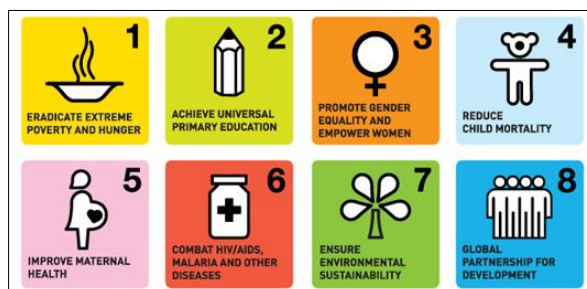 1
ERADICATE EXTREME
POVERTY AND HUNGER
2
ACHIEVE UNIVERSAL
PRIMARY EDUCATION
3
PROMOTE GENDER
EQUALITY AND
EMPOWER WOMEN
4
REDUCE
CHILD MORTALITY
5
IMPROVE MATERNAL
HEALTH
6
COMBAT HIV/AIDS,
MALARIA AND OTHER
DISEASES
7
ENSURE
ENVIRONMENTAL
SUSTAINABILITY
8
GLOBAL
PARTNERSHIP FOR
DEVELOPMENT